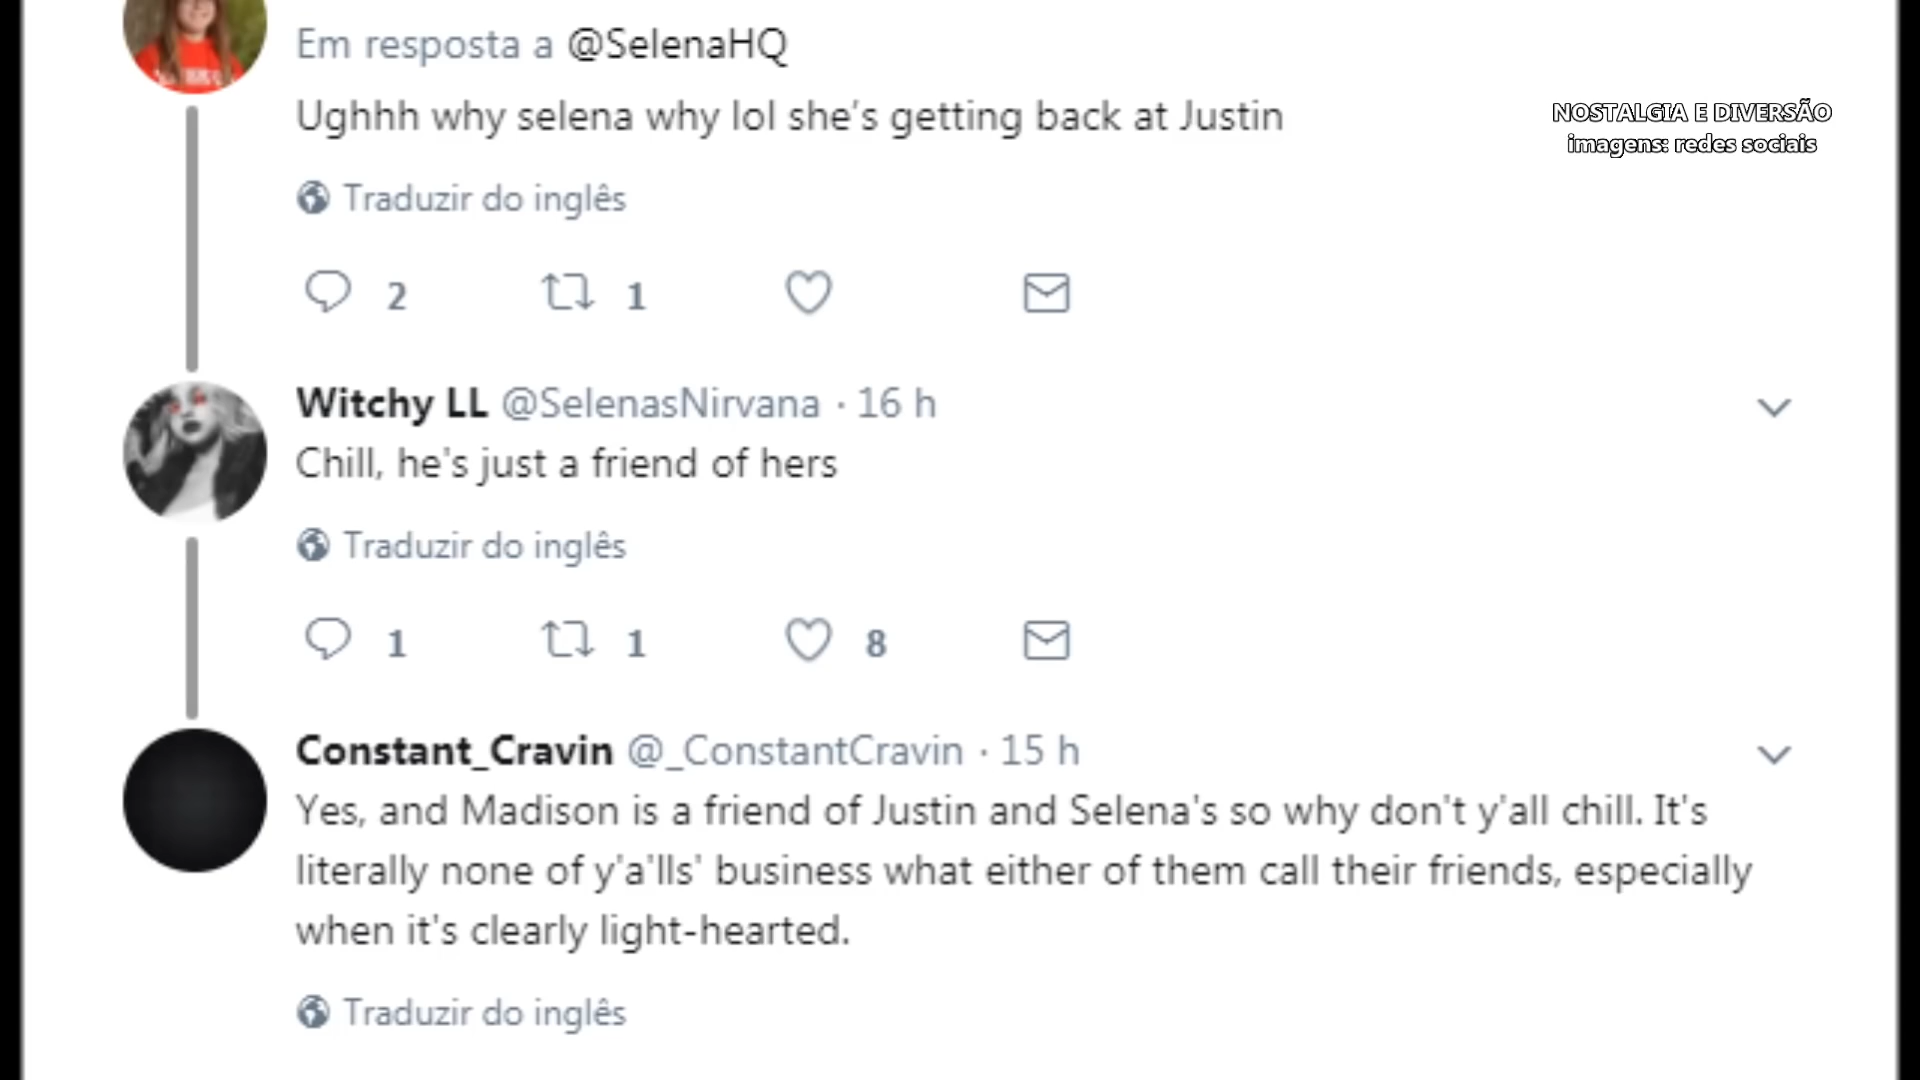 Em resposta a @SelenaHQ
Ughhh why selena why lol she's getting back at Justin
NOSTALGIA E DIVERSÃO
imagens: redes sociais
Traduzir do inglês
2 1
Witchy LL @SelenasNirvana · 16 h
Chill, he's just a friend of hers
Traduzir do inglês
1 1 8
Constant_Cravin @_ConstantCravin · 15 h
Yes, and Madison is a friend of Justin and Selena's so why don't y'all chill. It's
literally none of y'a'lls' business what either of them call their friends, especially
when it's clearly light-hearted.
Traduzir do inglês